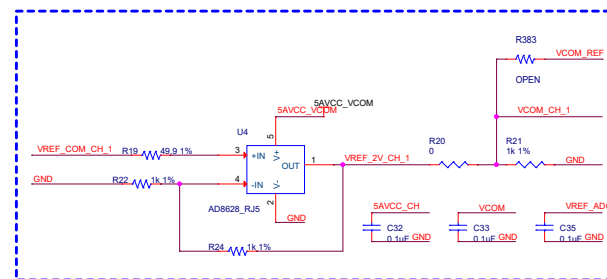 R383
VCOM_REF
OPEN
5AVCC_VCOM
5AVCC_VCOM
U4
VCOM_CH_1
5
V+
VREF_COM_CH_1
R19
49,9 1%
3
+IN
R20
R21
OUT
1
VREF_2V_CH_1
0
1k 1%
GND
GND
R22
1k,1%
4
-IN
V-
2
AD8628_RJ5
GND
5AVCC_CH
VCOM
R24
1k,1%
C32
0.1uF
GND
C33
0.1uF
GND
C35
0.1uF
GND